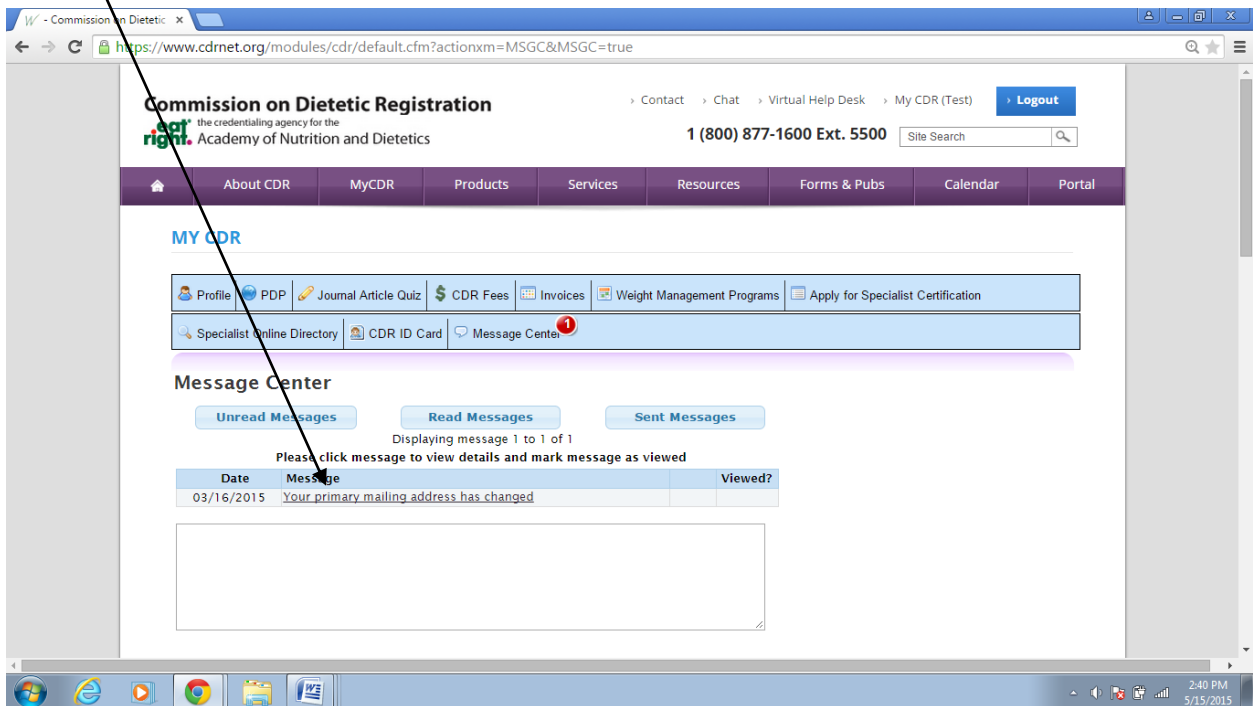 W - Commission on Dietetic
https://www.cdrnet.org/modules/cdr/default.cfm?actionxm=MSGC&MSGC=true
Commission on Dietetic Registration
the credentialing agency for the
eat right. Academy of Nutrition and Dietetics
› Contact › Chat › Virtual Help Desk › My CDR (Test) › Logout
1 (800) 877-1600 Ext. 5500 Site Search
About CDR MyCDR Products Services Resources Forms & Pubs Calendar Portal
MY CDR
Profile PDP Journal Article Quiz $ CDR Fees Invoices Weight Management Programs Apply for Specialist Certification
Specialist Online Directory CDR ID Card Message Center 1
Message Center
Unread Messages Read Messages Sent Messages
Displaying message 1 to 1 of 1
Please click message to view details and mark message as viewed
Date Message Viewed?
03/16/2015 Your primary mailing address has changed
2:40 PM
5/15/2015